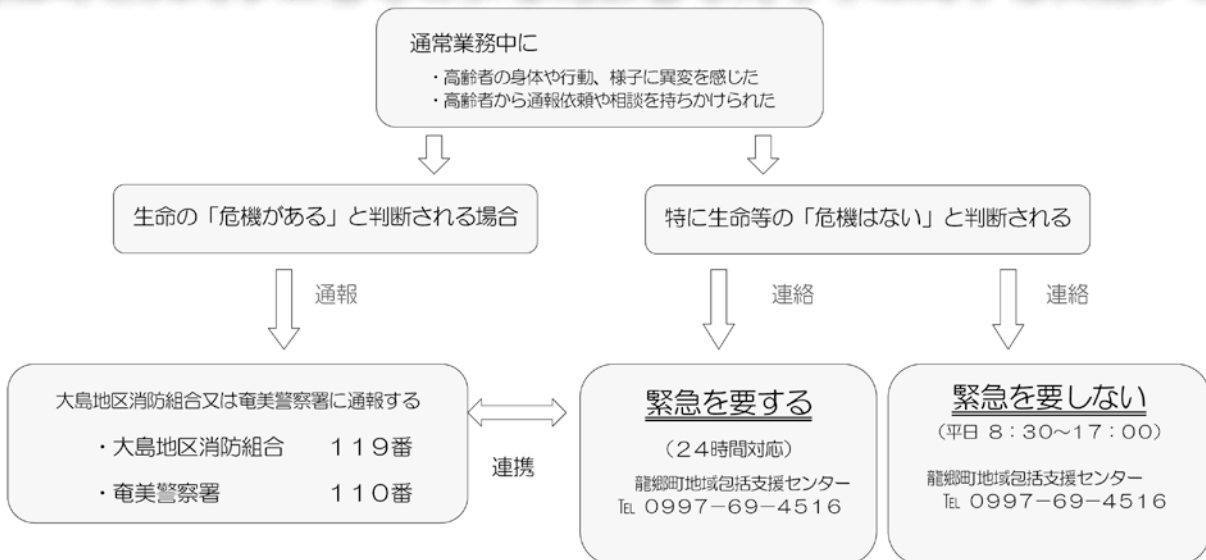 通常業務中に
・高齢者の身体や行動、様子に異変を感じた
・高齢者から通報依頼や相談を持ちかけられた
生命の「危機がある」と判断される場合
特に生命等の「危機はない」と判断される
通報
連絡
連絡
大島地区消防組合又は奄美警察署に通報する
・大島地区消防組合 119番
・奄美警察署 110番
連携
緊急を要する
(24時間対応)
龍郷町地域包括支援センター
℡ 0997-69-4516
緊急を要しない
(平日 8:30~17:00)
龍郷町地域包括支援センター
℡ 0997-69-4516